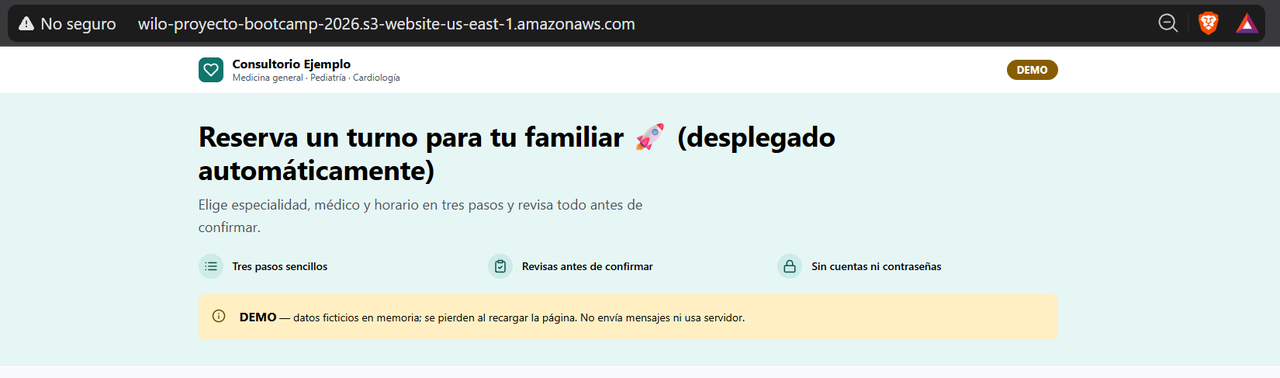 No seguro wilo-proyecto-bootcamp-2026.s3-website-us-east-1.amazonaws.com
Consultorio Ejemplo
Medicina general · Pediatría · Cardiología
DEMO
Reserva un turno para tu familiar 🚀 (desplegado
automáticamente)
Elige especialidad, médico y horario en tres pasos y revisa todo antes de
confirmar.
Tres pasos sencillos
Revisas antes de confirmar
Sin cuentas ni contraseñas
DEMO — datos ficticios en memoria; se pierden al recargar la página. No envía mensajes ni usa servidor.